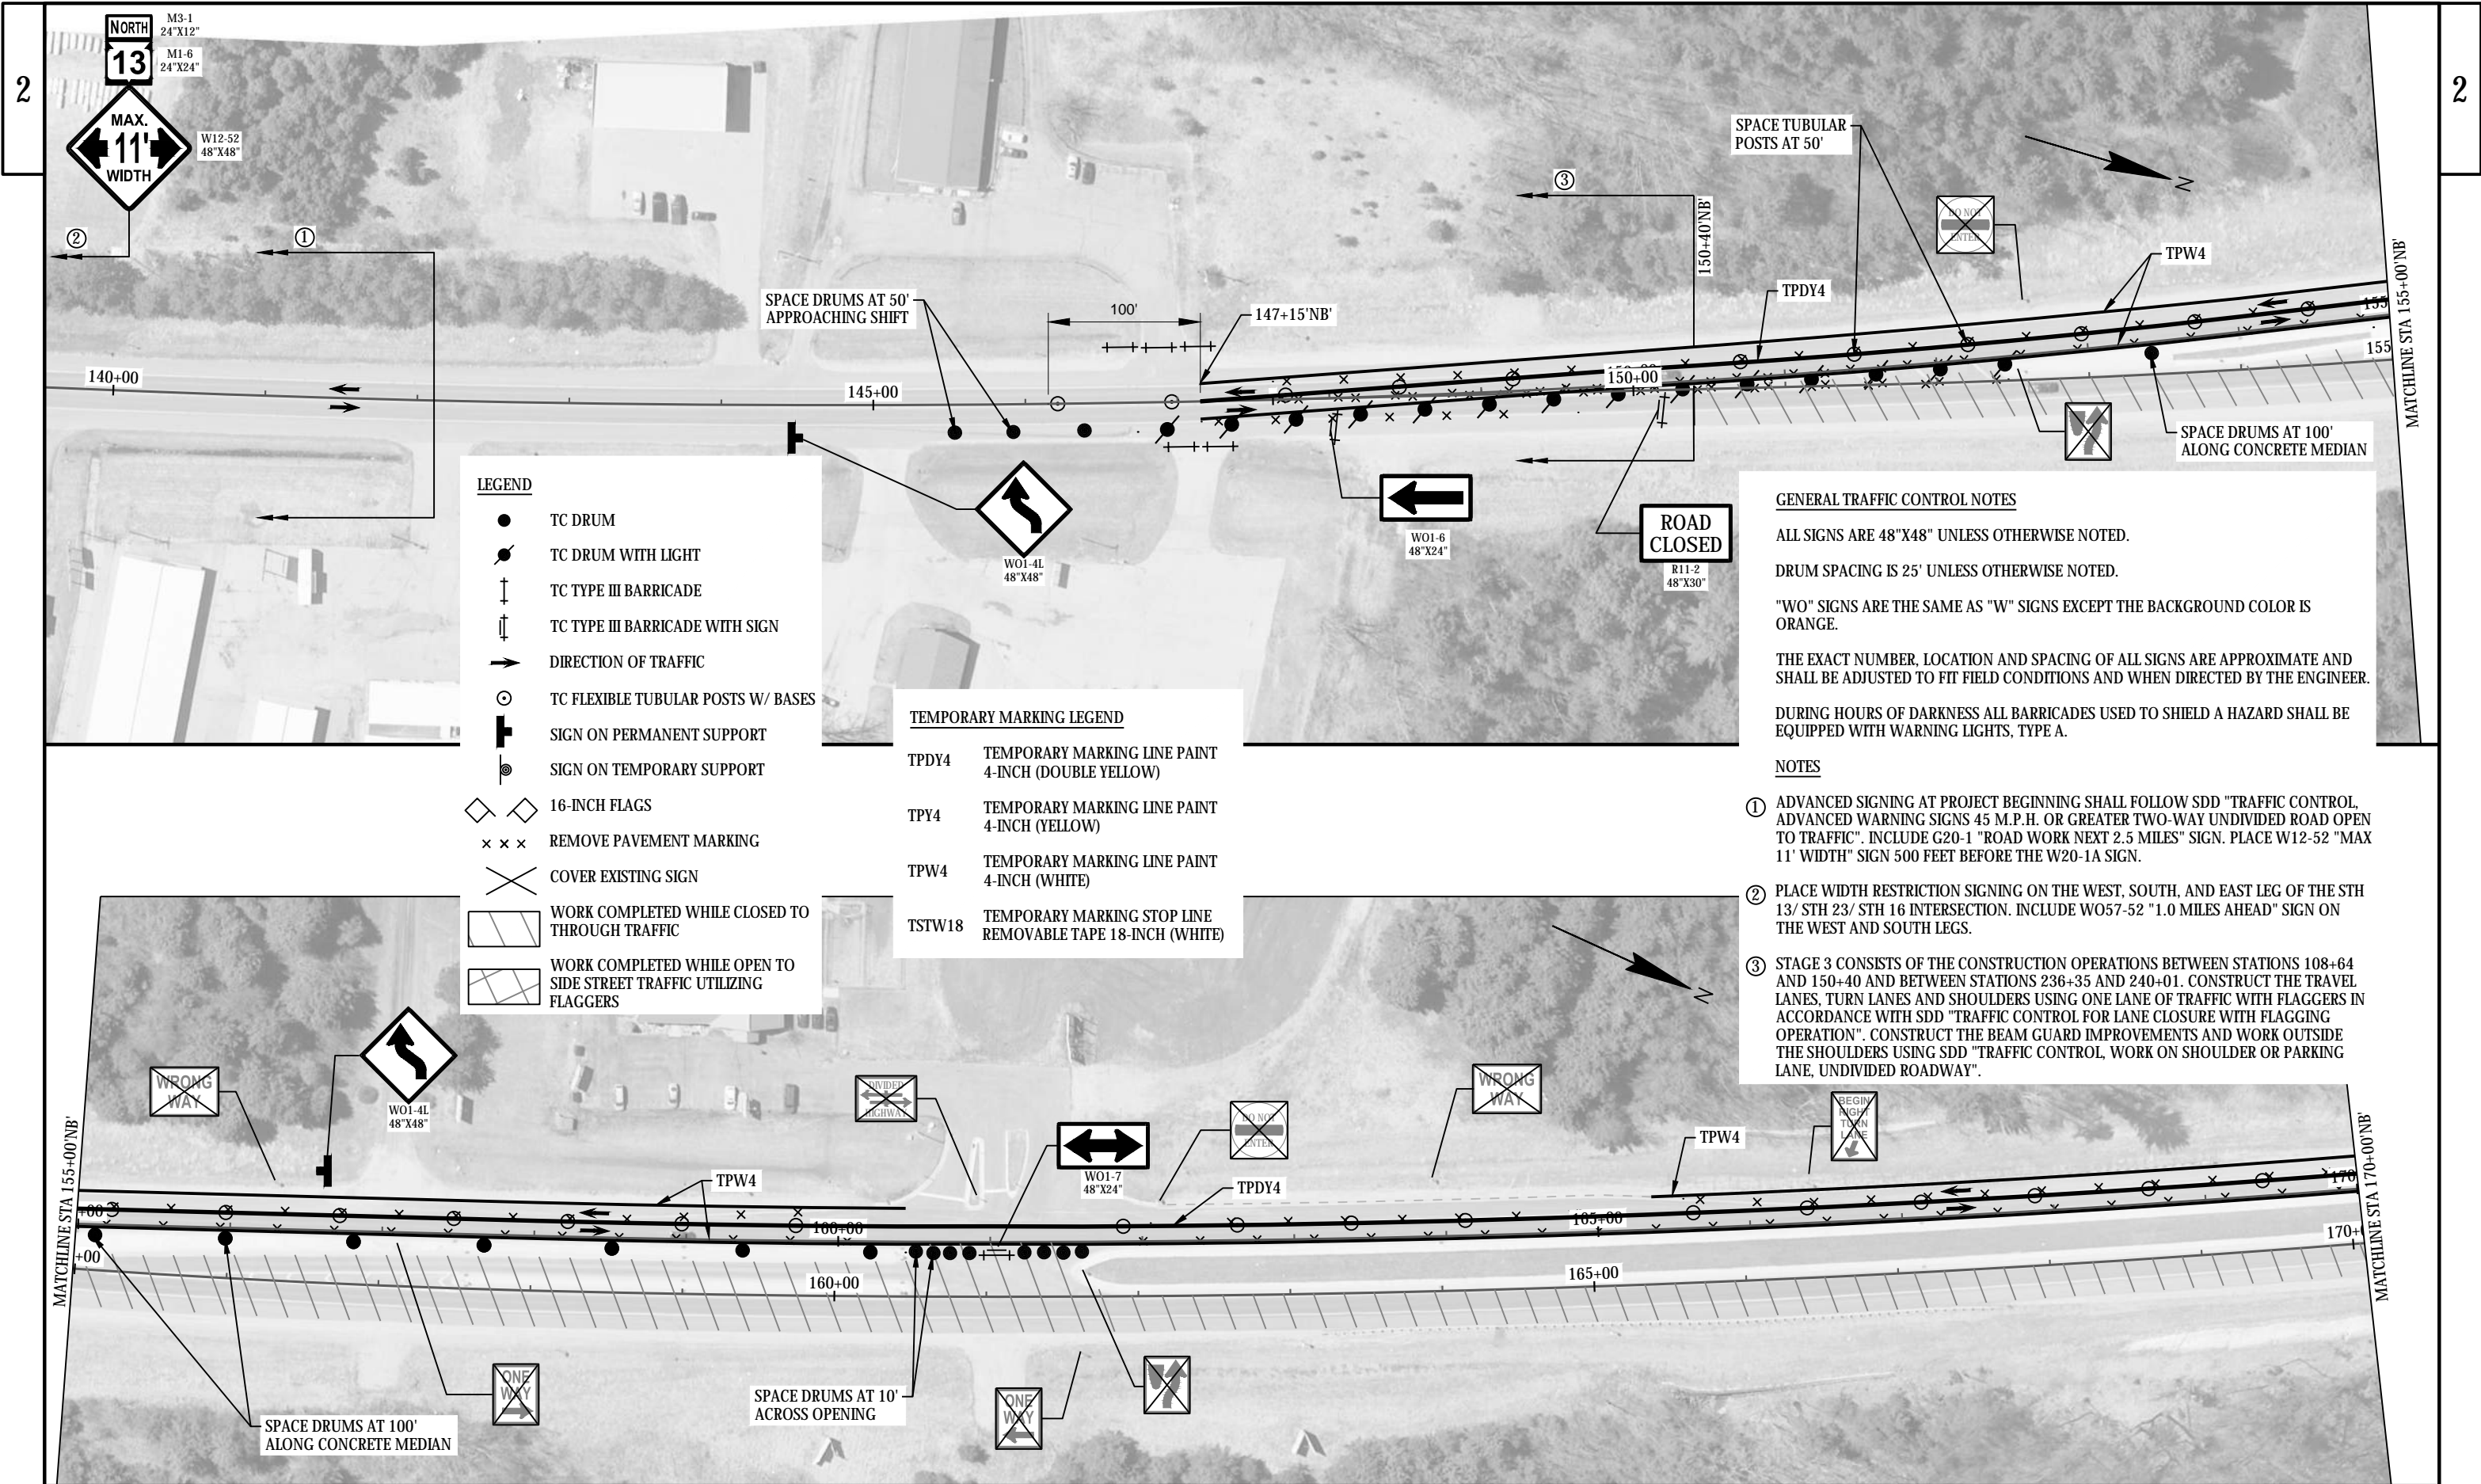 2
2
NORTH
M3-1
24"X12"
13
M1-6
24"X24"
MAX.
11'
WIDTH
W12-52
48"X48"
②
①
③
SPACE TUBULAR
POSTS AT 50'
150+40'NB'
DO NOT
ENTER
N
TPW4
TPDY4
SPACE DRUMS AT 50'
APPROACHING SHIFT
100'
147+15'NB'
140+00
145+00
150+00
150+00
155
155
MATCHLINE STA 155+00'NB'
SPACE DRUMS AT 100'
ALONG CONCRETE MEDIAN
WO1-4L
48"X48"
WO1-6
48"X24"
ROAD
CLOSED
R11-2
48"X30"
LEGEND
TC DRUM
TC DRUM WITH LIGHT
TC TYPE III BARRICADE
TC TYPE III BARRICADE WITH SIGN
DIRECTION OF TRAFFIC
TC FLEXIBLE TUBULAR POSTS W/ BASES
SIGN ON PERMANENT SUPPORT
SIGN ON TEMPORARY SUPPORT
16-INCH FLAGS
REMOVE PAVEMENT MARKING
COVER EXISTING SIGN
WORK COMPLETED WHILE CLOSED TO
THROUGH TRAFFIC
WORK COMPLETED WHILE OPEN TO
SIDE STREET TRAFFIC UTILIZING
FLAGGERS
TEMPORARY MARKING LEGEND
TPDY4 TEMPORARY MARKING LINE PAINT
4-INCH (DOUBLE YELLOW)
TPY4 TEMPORARY MARKING LINE PAINT
4-INCH (YELLOW)
TPW4 TEMPORARY MARKING LINE PAINT
4-INCH (WHITE)
TSTW18 TEMPORARY MARKING STOP LINE
REMOVABLE TAPE 18-INCH (WHITE)
GENERAL TRAFFIC CONTROL NOTES
ALL SIGNS ARE 48"X48" UNLESS OTHERWISE NOTED.
DRUM SPACING IS 25' UNLESS OTHERWISE NOTED.
"WO" SIGNS ARE THE SAME AS "W" SIGNS EXCEPT THE BACKGROUND COLOR IS
ORANGE.
THE EXACT NUMBER, LOCATION AND SPACING OF ALL SIGNS ARE APPROXIMATE AND
SHALL BE ADJUSTED TO FIT FIELD CONDITIONS AND WHEN DIRECTED BY THE ENGINEER.
DURING HOURS OF DARKNESS ALL BARRICADES USED TO SHIELD A HAZARD SHALL BE
EQUIPPED WITH WARNING LIGHTS, TYPE A.
NOTES
① ADVANCED SIGNING AT PROJECT BEGINNING SHALL FOLLOW SDD "TRAFFIC CONTROL,
ADVANCED WARNING SIGNS 45 M.P.H. OR GREATER TWO-WAY UNDIVIDED ROAD OPEN
TO TRAFFIC". INCLUDE G20-1 "ROAD WORK NEXT 2.5 MILES" SIGN. PLACE W12-52 "MAX
11' WIDTH" SIGN 500 FEET BEFORE THE W20-1A SIGN.
② PLACE WIDTH RESTRICTION SIGNING ON THE WEST, SOUTH, AND EAST LEG OF THE STH
13/ STH 23/ STH 16 INTERSECTION. INCLUDE WO57-52 "1.0 MILES AHEAD" SIGN ON
THE WEST AND SOUTH LEGS.
③ STAGE 3 CONSISTS OF THE CONSTRUCTION OPERATIONS BETWEEN STATIONS 108+64
AND 150+40 AND BETWEEN STATIONS 236+35 AND 240+01. CONSTRUCT THE TRAVEL
LANES, TURN LANES AND SHOULDERS USING ONE LANE OF TRAFFIC WITH FLAGGERS IN
ACCORDANCE WITH SDD "TRAFFIC CONTROL FOR LANE CLOSURE WITH FLAGGING
OPERATION". CONSTRUCT THE BEAM GUARD IMPROVEMENTS AND WORK OUTSIDE
THE SHOULDERS USING SDD "TRAFFIC CONTROL, WORK ON SHOULDER OR PARKING
LANE, UNDIVIDED ROADWAY".
MATCHLINE STA 155+00'NB'
WRONG
WAY
WO1-4L
48"X48"
TPW4
DIVIDED
HIGHWAY
WO1-7
48"X24"
DO NOT
ENTER
TPDY4
WRONG
WAY
N
TPW4
BEGIN
RIGHT
TURN
LANE
MATCHLINE STA 170+00'NB'
+00
160+00
165+00
170
+00
160+00
165+00
170+
SPACE DRUMS AT 100'
ALONG CONCRETE MEDIAN
ONE
WAY
SPACE DRUMS AT 10'
ACROSS OPENING
ONE
WAY